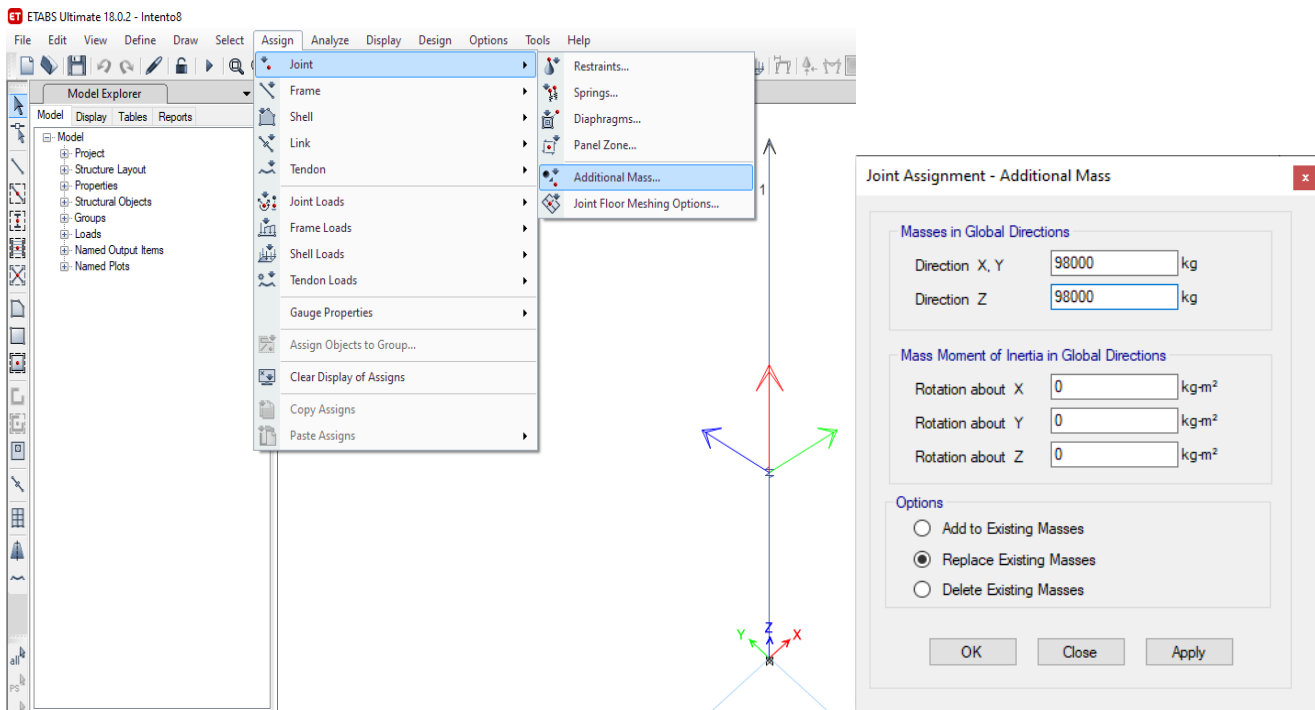 ETABS Ultimate 18.0.2 - Intento8
File Edit View Define Draw Select Assign Analyze Display Design Options Tools Help
Model Explorer
Model Display Tables Reports
Model
Project
Structure Layout
Properties
Structural Objects
Groups
Loads
Named Output Items
Named Plots
Joint
Frame
Shell
Link
Tendon
Joint Loads
Frame Loads
Shell Loads
Tendon Loads
Gauge Properties
Assign Objects to Group...
Clear Display of Assigns
Copy Assigns
Paste Assigns
Restraints...
Springs...
Diaphragms...
Panel Zone...
Additional Mass...
Joint Floor Meshing Options...
1
Y Z X
all
PS
Joint Assignment - Additional Mass
x
Masses in Global Directions
Direction X, Y 98000 kg
Direction Z 98000 kg
Mass Moment of Inertia in Global Directions
Rotation about X 0 kg-m²
Rotation about Y 0 kg-m²
Rotation about Z 0 kg-m²
Options
Add to Existing Masses
Replace Existing Masses
Delete Existing Masses
OK Close Apply